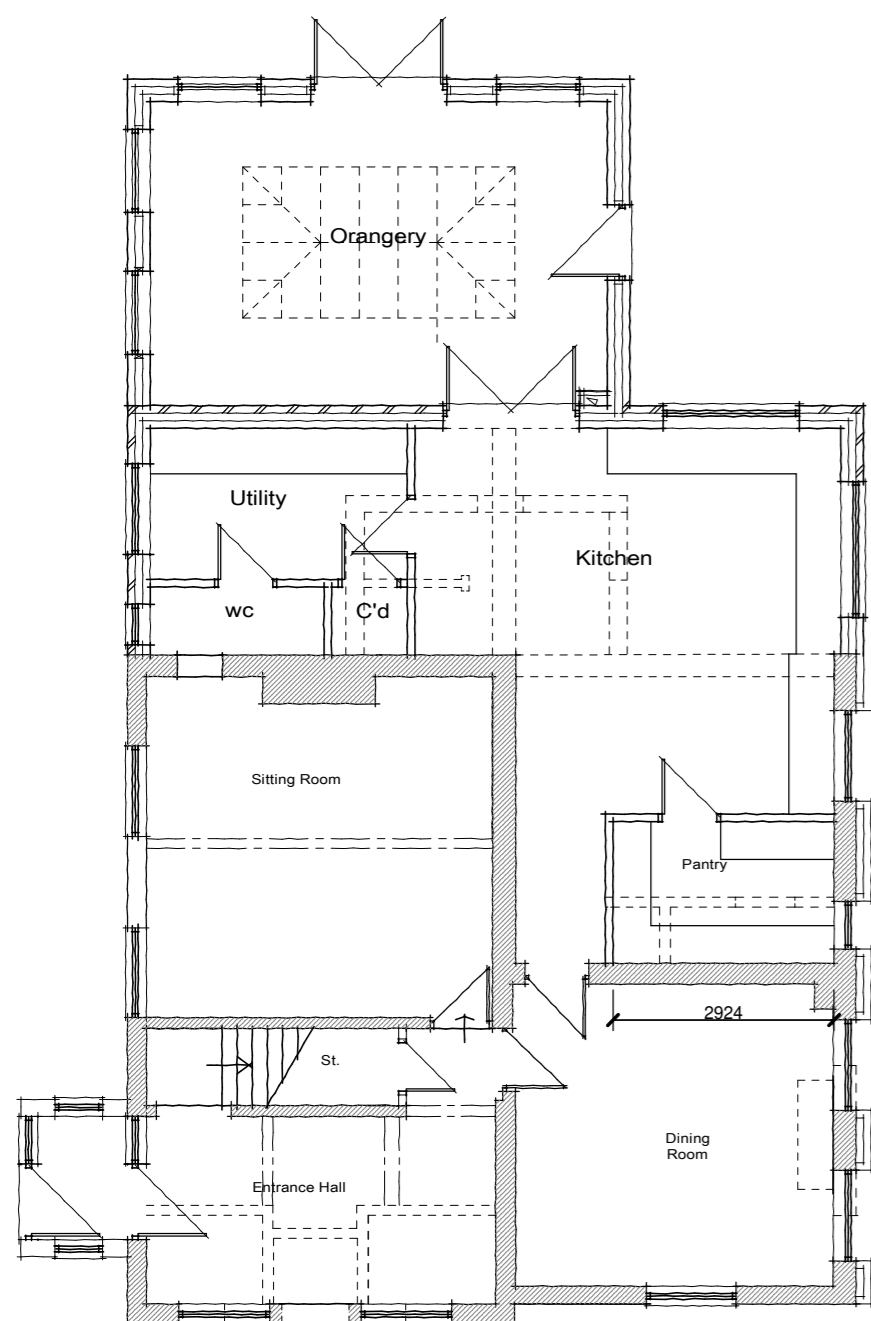 Orangery
Utility
Kitchen
wc
C'd
Sitting Room
Pantry
2924
St.
Dining
Room
Entrance Hall